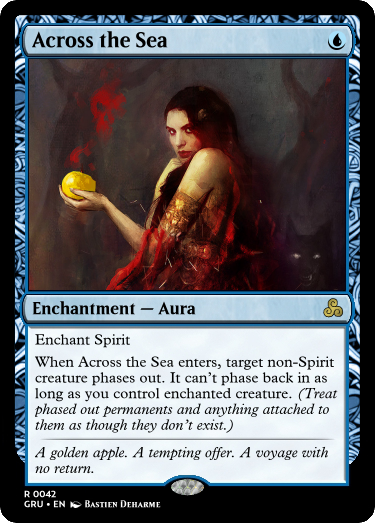 Across the Sea
Enchantment — Aura
Enchant Spirit
When Across the Sea enters, target non-Spirit
creature phases out. It can't phase back in as
long as you control enchanted creature. (Treat
phased out permanents and anything attached to
them as though they don't exist.)
A golden apple. A tempting offer. A voyage with
no return.
R 0042
GRU • EN Bastien Deharme